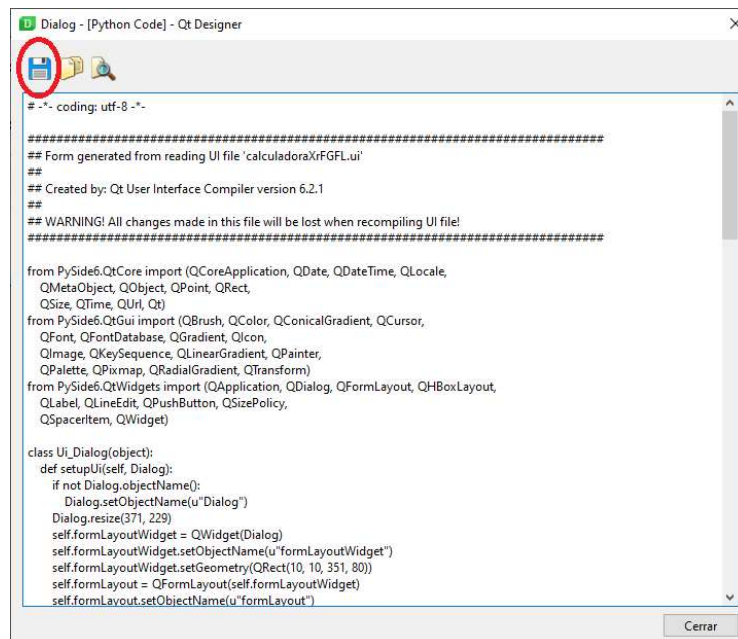 Dialog - [Python Code] - Qt Designer
# -*- coding: utf-8 -*-
################################################################################
## Form generated from reading UI file 'calculadoraXrFGFL.ui'
##
## Created by: Qt User Interface Compiler version 6.2.1
##
## WARNING! All changes made in this file will be lost when recompiling UI file!
################################################################################
from PySide6.QtCore import (QCoreApplication, QDate, QDateTime, QLocale,
QMetaObject, QObject, QPoint, QRect,
QSize, QTime, QUrl, Qt)
from PySide6.QtGui import (QBrush, QColor, QConicalGradient, QCursor,
QFont, QFontDatabase, QGradient, QIcon,
QImage, QKeySequence, QLinearGradient, QPainter,
QPalette, QPixmap, QRadialGradient, QTransform)
from PySide6.QtWidgets import (QApplication, QDialog, QFormLayout, QHBoxLayout,
QLabel, QLineEdit, QPushButton, QSizePolicy,
QSpacerItem, QWidget)
class Ui_Dialog(object):
def setupUi(self, Dialog):
if not Dialog.objectName():
Dialog.setObjectName(u"Dialog")
Dialog.resize(371, 229)
self.formLayoutWidget = QWidget(Dialog)
self.formLayoutWidget.setObjectName(u"formLayoutWidget")
self.formLayoutWidget.setGeometry(QRect(10, 10, 351, 80))
self.formLayout = QFormLayout(self.formLayoutWidget)
self.formLayout.setObjectName(u"formLayout")
Cerrar